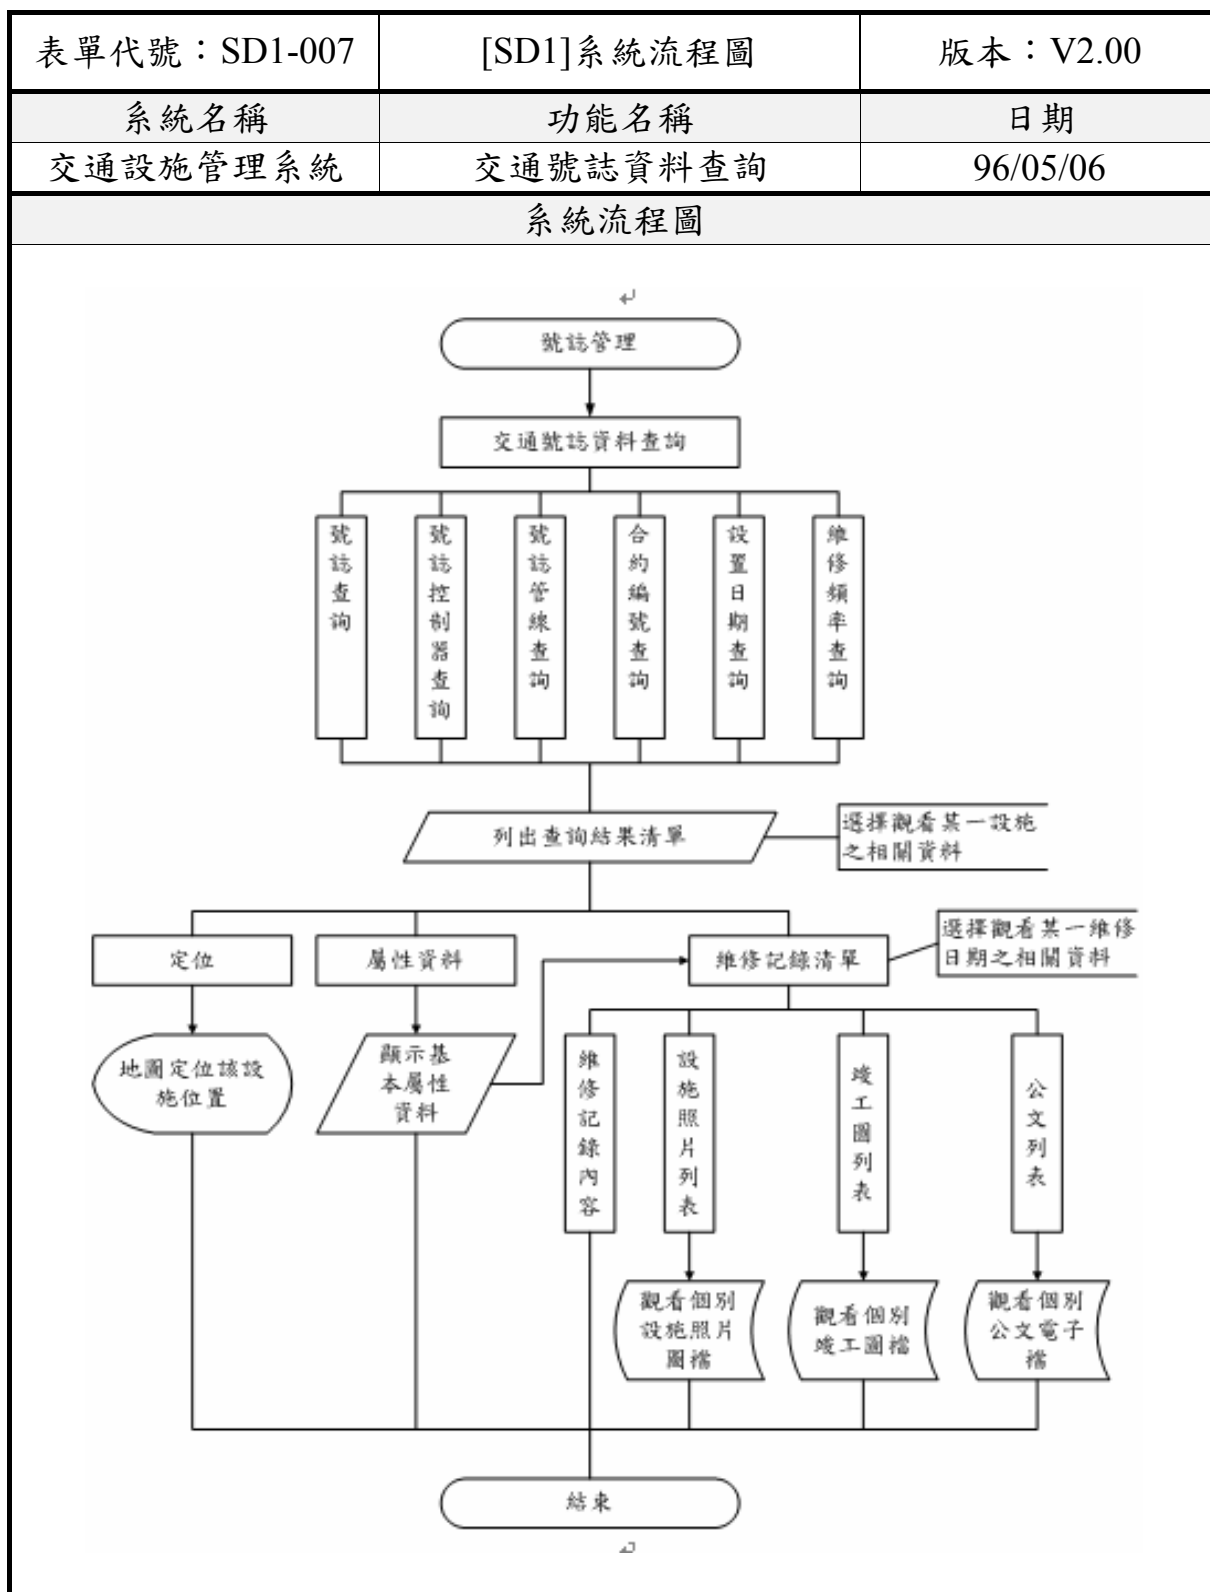 表單代號：SD1-007
[SD1]系統流程圖
版本：V2.00
系統名稱
功能名稱
日期
交通設施管理系統
交通號誌資料查詢
96/05/06
系統流程圖
號誌管理
交通號誌資料查詢
號誌查詢
號誌控制器查詢
號誌管線查詢
合約編號查詢
設置日期查詢
維修頻率查詢
列出查詢結果清單
選擇觀看某一設施
之相關資料
定位
屬性資料
維修記錄清單
選擇觀看某一維修
日期之相關資料
地圖定位該設
施位置
顯示基
本屬性
資料
維修記錄內容
設施照片列表
竣工圖列表
公文列表
觀看個別
設施照片
圖檔
觀看個別
竣工圖檔
觀看個別
公文電子
檔
結束